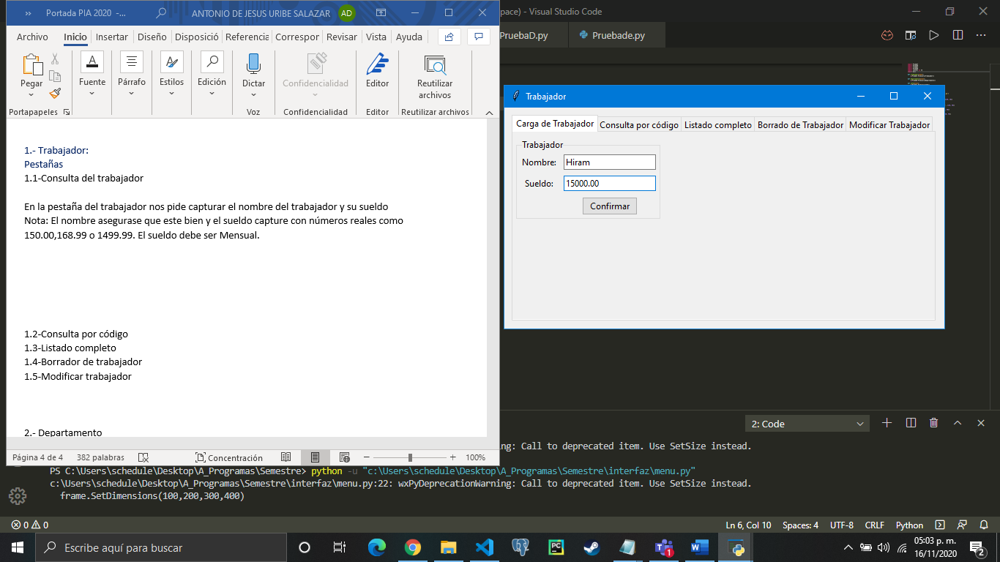 Portada PIA 2020 -...
ANTONIO DE JESUS URIBE SALAZAR
AD
Archivo
Inicio
Insertar
Diseño
Disposició
Referencia
Correspor
Revisar
Vista
Ayuda
Pegar
Fuente
Párrafo
Estilos
Edición
Dictar
Confidencialidad
Editor
Reutilizar
archivos
Portapapeles
Voz
Confidencialidad
Editor
Reutilizar archivos
1.- Trabajador:
Pestañas
1.1-Consulta del trabajador
En la pestaña del trabajador nos pide capturar el nombre del trabajador y su sueldo
Nota: El nombre asegurase que este bien y el sueldo capture con números reales como
150.00,168.99 o 1499.99. El sueldo debe ser Mensual.
1.2-Consulta por código
1.3-Listado completo
1.4-Borrador de trabajador
1.5-Modificar trabajador
2.- Departamento
Página 4 de 4
382 palabras
Concentración
100%
pace) - Visual Studio Code
PruebaD.py
Pruebade.py
Trabajador
Carga de Trabajador
Consulta por código
Listado completo
Borrado de Trabajador
Modificar Trabajador
Trabajador
Nombre: Hiram
Sueldo: 15000.00
Confirmar
2: Code
ng: Call to deprecated item. Use SetSize instead.
PS C:\Users\schedule\Desktop\A_Programas\Semestre> python -u "c:\Users\schedule\Desktop\A_Programas\Semestre\interfaz\menu.py"
c:\Users\schedule\Desktop\A_Programas\Semestre\interfaz\menu.py:22: wxPyDeprecationWarning: Call to deprecated item. Use SetSize instead.
frame.SetDimensions(100,200,300,400)
0 0
Ln 6, Col 10
Spaces: 4
UTF-8
CRLF
Python
Escribe aquí para buscar
PC
1
05:03 p. m.
16/11/2020
2